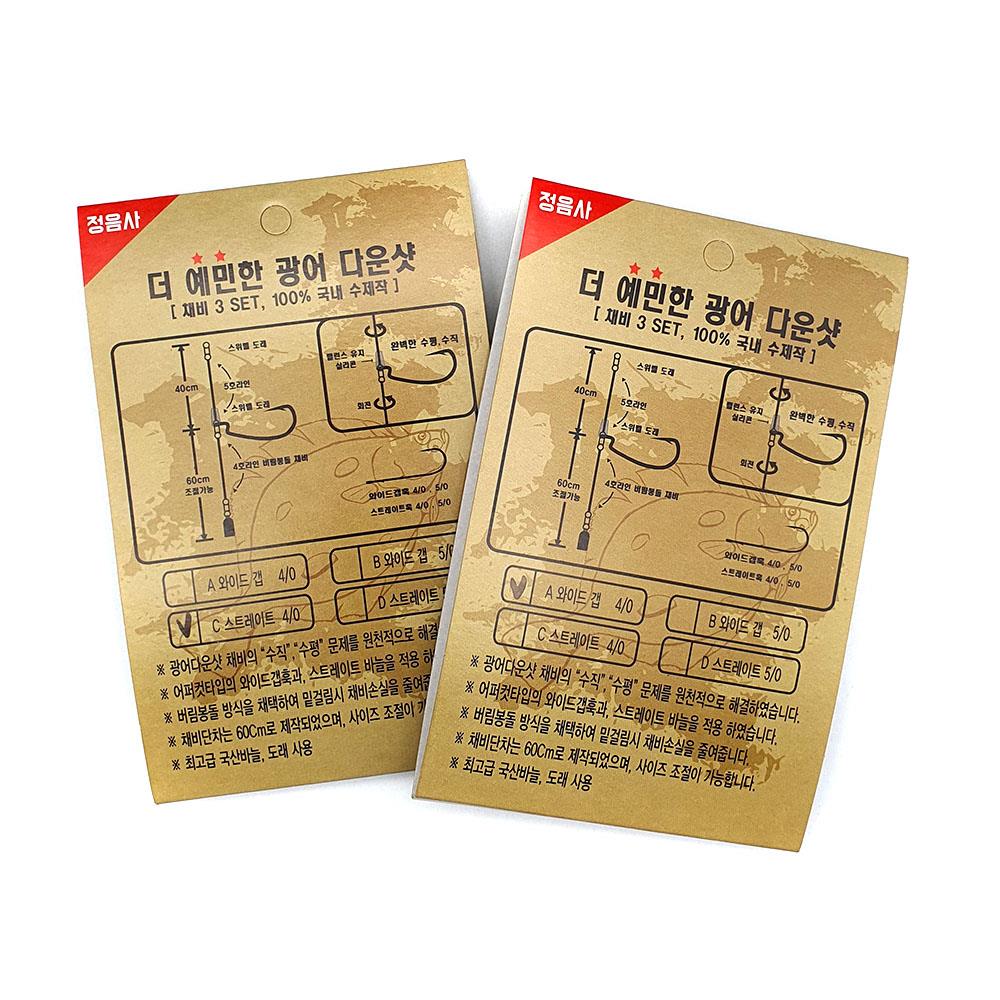 정음사
더 예민한 광어 다운샷
[ 채비 3 SET, 100% 국내 수제작 ]
스위벨 도래
40cm
5호라인
스위벨 도래
60cm
조절가능
4호라인 버림봉돌 채비
밸런스 유지
실리콘
완벽한 수평,수직
회전
와이드갭훅 4/0 , 5/0
스트레이트훅 4/0 , 5/0
A 와이드 갭 4/0
B 와이드 갭 5/0
C 스트레이트 4/0
D 스트레이트
※ 광어다운샷 채비의 "수직" "수평" 문제를 원천적으로 해결
※ 어퍼컷타입의 와이드갭훅과, 스트레이트 바늘을 적용 하
※ 버림봉돌 방식을 채택하여 밑걸림시 채비손실을 줄여주
※ 채비단차는 60Cm로 제작되었으며, 사이즈 조절이 가
※ 최고급 국산바늘, 도래 사용
정음사
더 예민한 광어 다운샷
[ 채비 3 SET, 100% 국내 수제작 ]
스위벨 도래
40cm
5호라인
스위벨 도래
60cm
조절가능
4호라인 버림봉돌 채비
밸런스 유지
실리콘
완벽한 수평,수직
회전
와이드갭훅 4/0 , 5/0
스트레이트훅 4/0 , 5/0
A 와이드 갭 4/0
B 와이드 갭 5/0
C 스트레이트 4/0
D 스트레이트 5/0
※ 광어다운샷 채비의 "수직" "수평" 문제를 원천적으로 해결하였습니다.
※ 어퍼컷타입의 와이드갭훅과, 스트레이트 바늘을 적용 하였습니다.
※ 버림봉돌 방식을 채택하여 밑걸림시 채비손실을 줄여줍니다.
※ 채비단차는 60Cm로 제작되었으며, 사이즈 조절이 가능합니다.
※ 최고급 국산바늘, 도래 사용